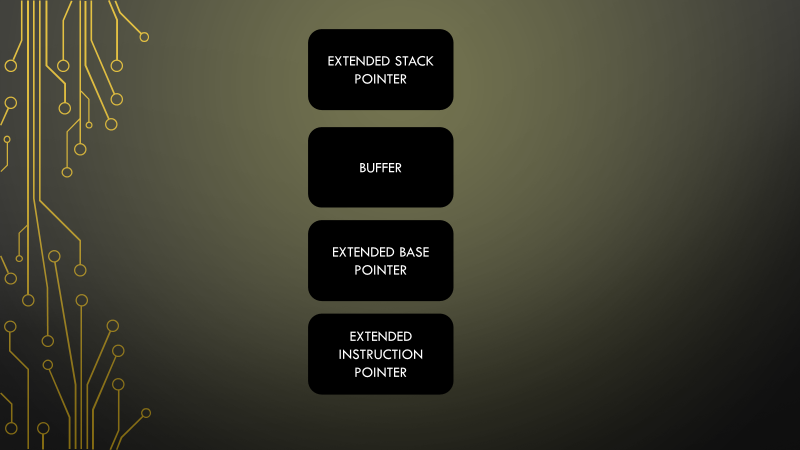 EXTENDED STACK
POINTER
BUFFER
EXTENDED BASE
POINTER
EXTENDED
INSTRUCTION
POINTER